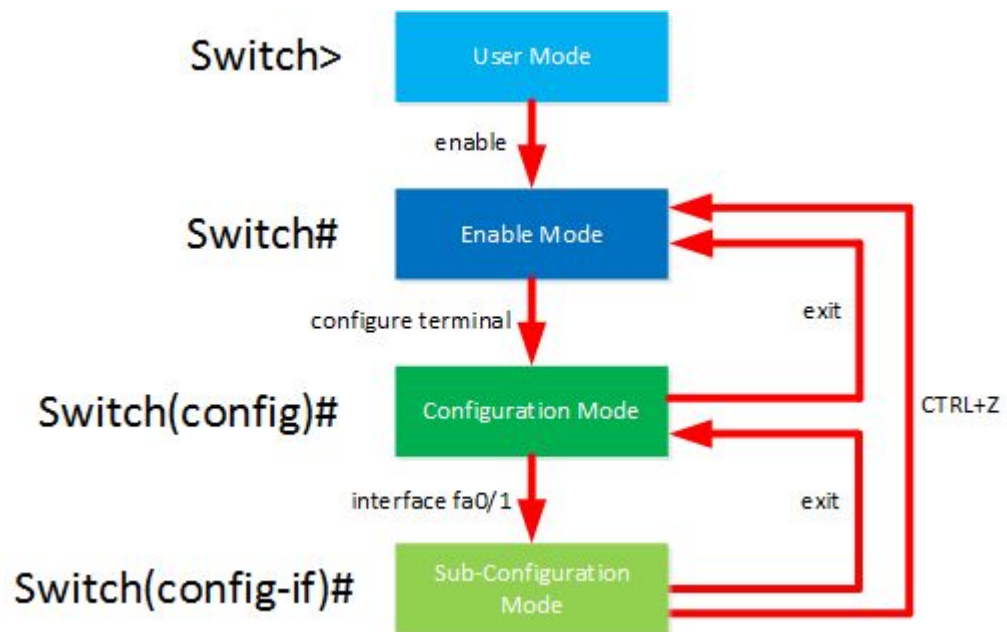 Switch>
User Mode
enable
Switch#
Enable Mode
configure terminal
exit
Switch(config)#
Configuration Mode
CTRL+Z
interface fa0/1
exit
Switch(config-if)#
Sub-Configuration
Mode